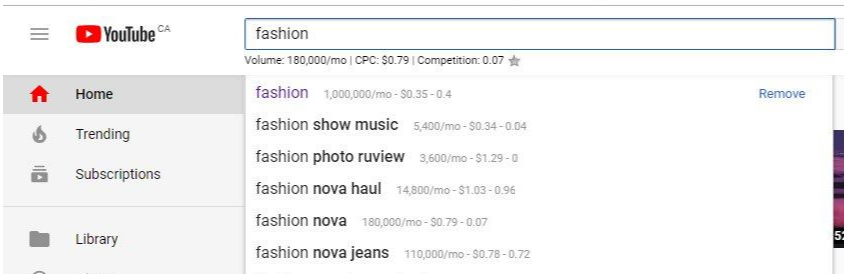 YouTube CA
fashion
Volume: 180,000/mo | CPC: $0.79 | Competition: 0.07
fashion 1,000,000/mo - $0.35 - 0.4 Remove
Home
fashion show music 5,400/mo - $0.34 - 0.04
Trending
fashion photo ruview 3,600/mo - $1.29 - 0
Subscriptions
fashion nova haul 14,800/mo - $1.03 - 0.96
fashion nova 180,000/mo - $0.79 - 0.07
Library
fashion nova jeans 110,000/mo - $0.78 - 0.72